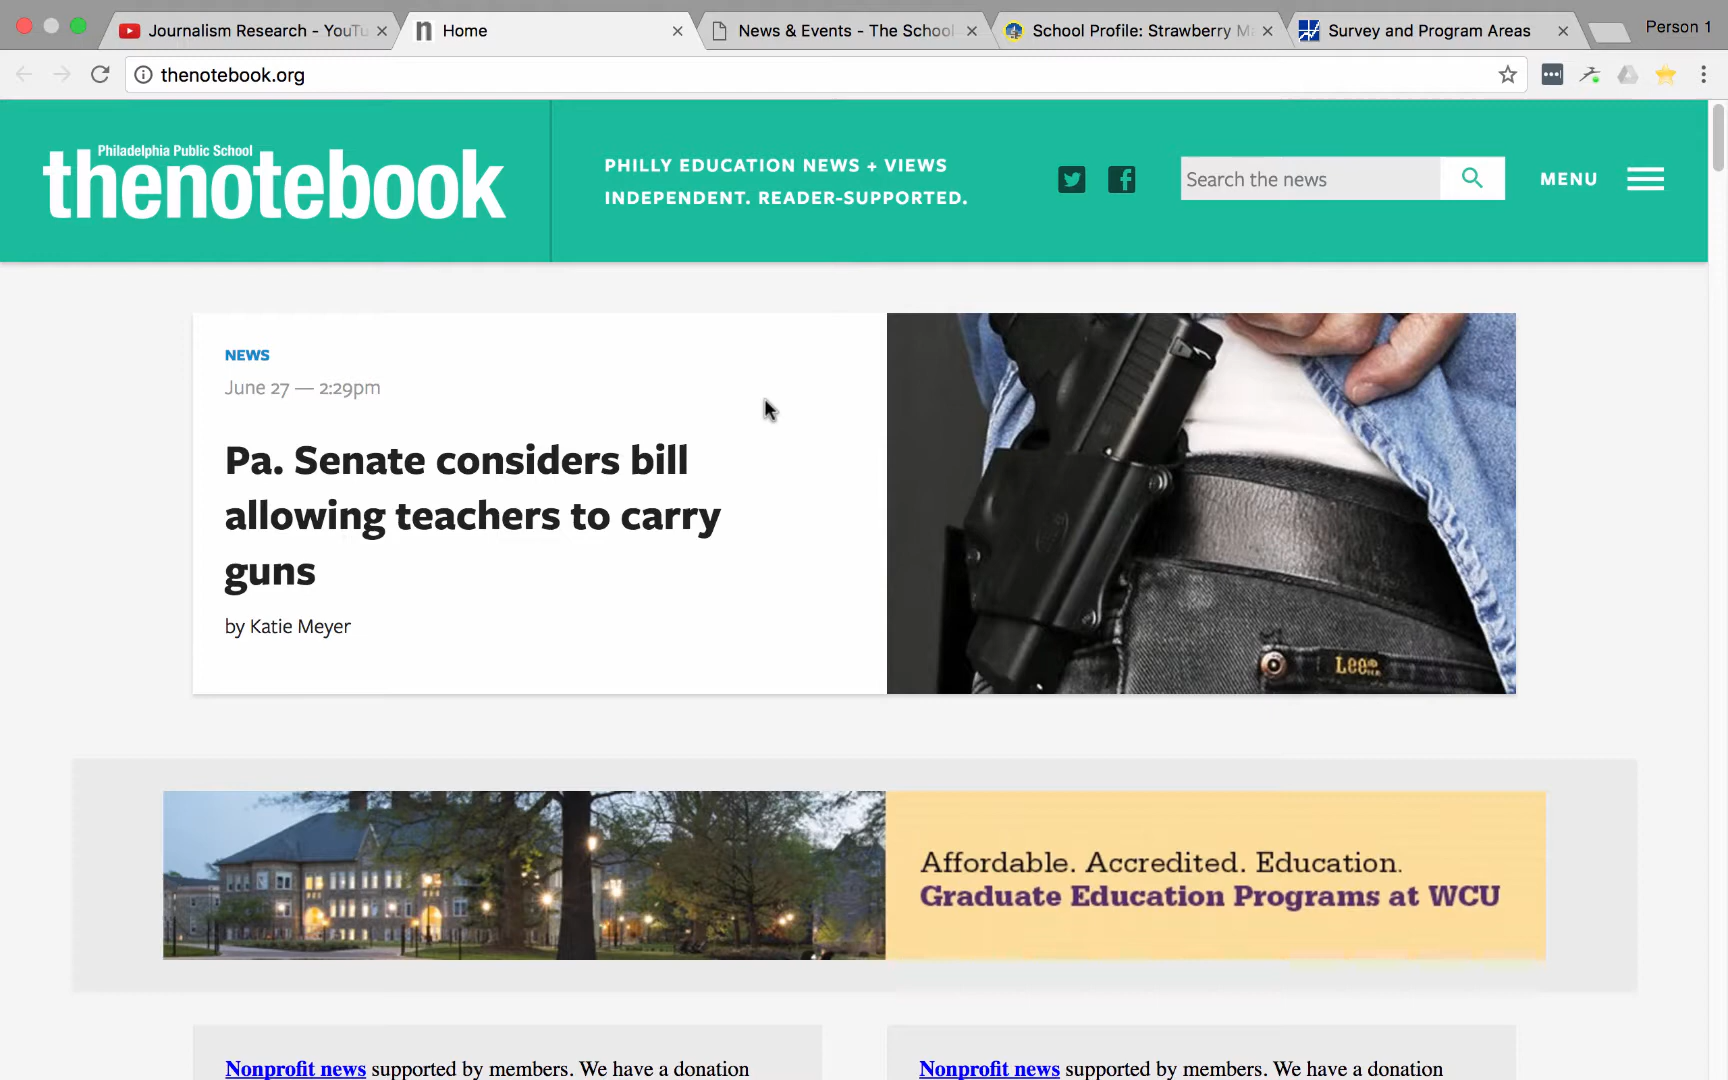 Journalism Research - YouTu
Home
News & Events - The School
School Profile: Strawberry M
Survey and Program Areas
Person 1
thenotebook.org
Philadelphia Public School
thenotebook
PHILLY EDUCATION NEWS + VIEWS
INDEPENDENT. READER-SUPPORTED.
Search the news
MENU
NEWS
June 27 — 2:29pm
Pa. Senate considers bill
allowing teachers to carry
guns
by Katie Meyer
Lee
Affordable. Accredited. Education.
Graduate Education Programs at WCU
Nonprofit news supported by members. We have a donation
Nonprofit news supported by members. We have a donation